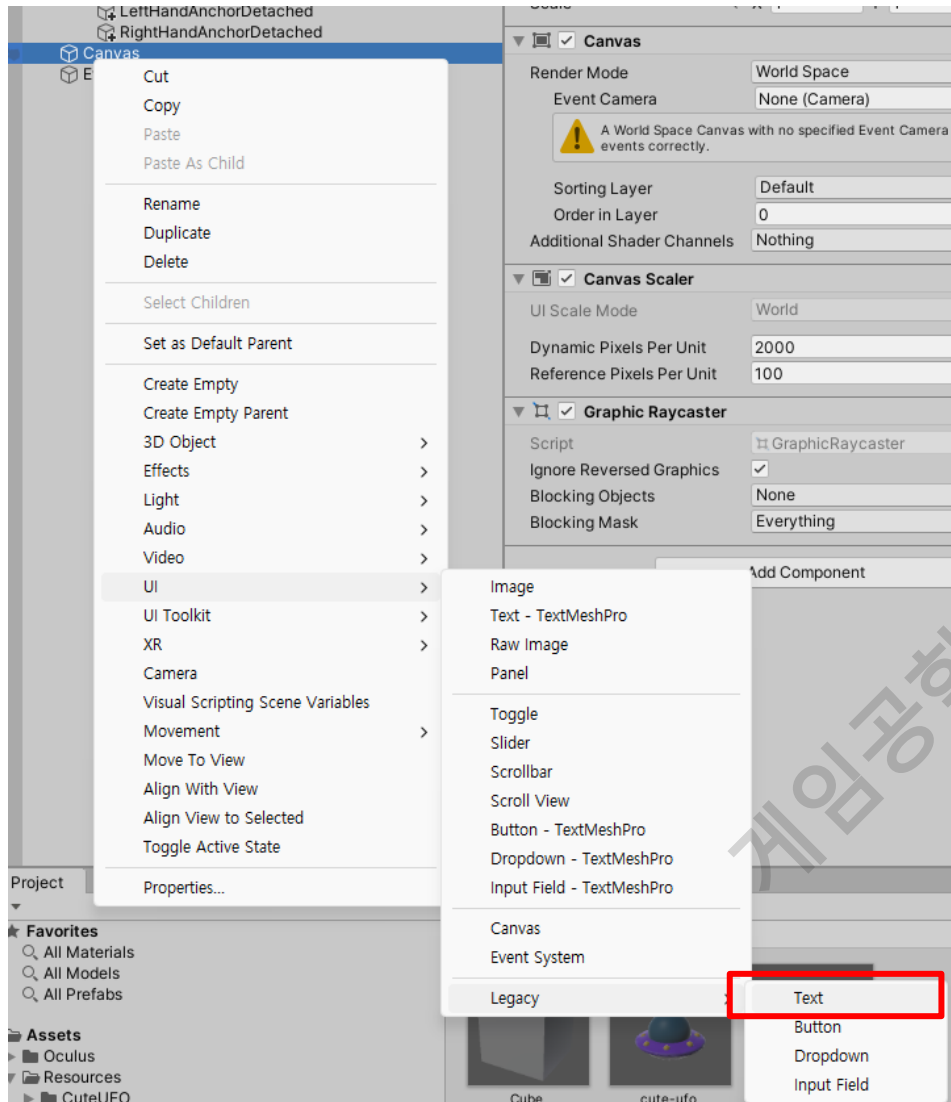 LeftHandAnchorDetached
RightHandAnchorDetached
Canvas
E
Cut
Copy
Paste
Paste As Child
Rename
Duplicate
Delete
Select Children
Set as Default Parent
Create Empty
Create Empty Parent
3D Object
Effects
Light
Audio
Video
UI
UI Toolkit
XR
Camera
Visual Scripting Scene Variables
Movement
Move To View
Align With View
Align View to Selected
Toggle Active State
Properties...
Canvas
Render Mode World Space
Event Camera None (Camera)
A World Space Canvas with no specified Event Camera
events correctly.
Sorting Layer Default
Order in Layer 0
Additional Shader Channels Nothing
Canvas Scaler
UI Scale Mode World
Dynamic Pixels Per Unit 2000
Reference Pixels Per Unit 100
Graphic Raycaster
Script GraphicRaycaster
Ignore Reversed Graphics
Blocking Objects None
Blocking Mask Everything
Add Component
Image
Text - TextMeshPro
Raw Image
Panel
Toggle
Slider
Scrollbar
Scroll View
Button - TextMeshPro
Dropdown - TextMeshPro
Input Field - TextMeshPro
Canvas
Event System
Legacy
Text
Button
Dropdown
Input Field
Project
Favorites
All Materials
All Models
All Prefabs
Assets
Oculus
Resources
CuteUFO
Cube
cute-ufo
게임공